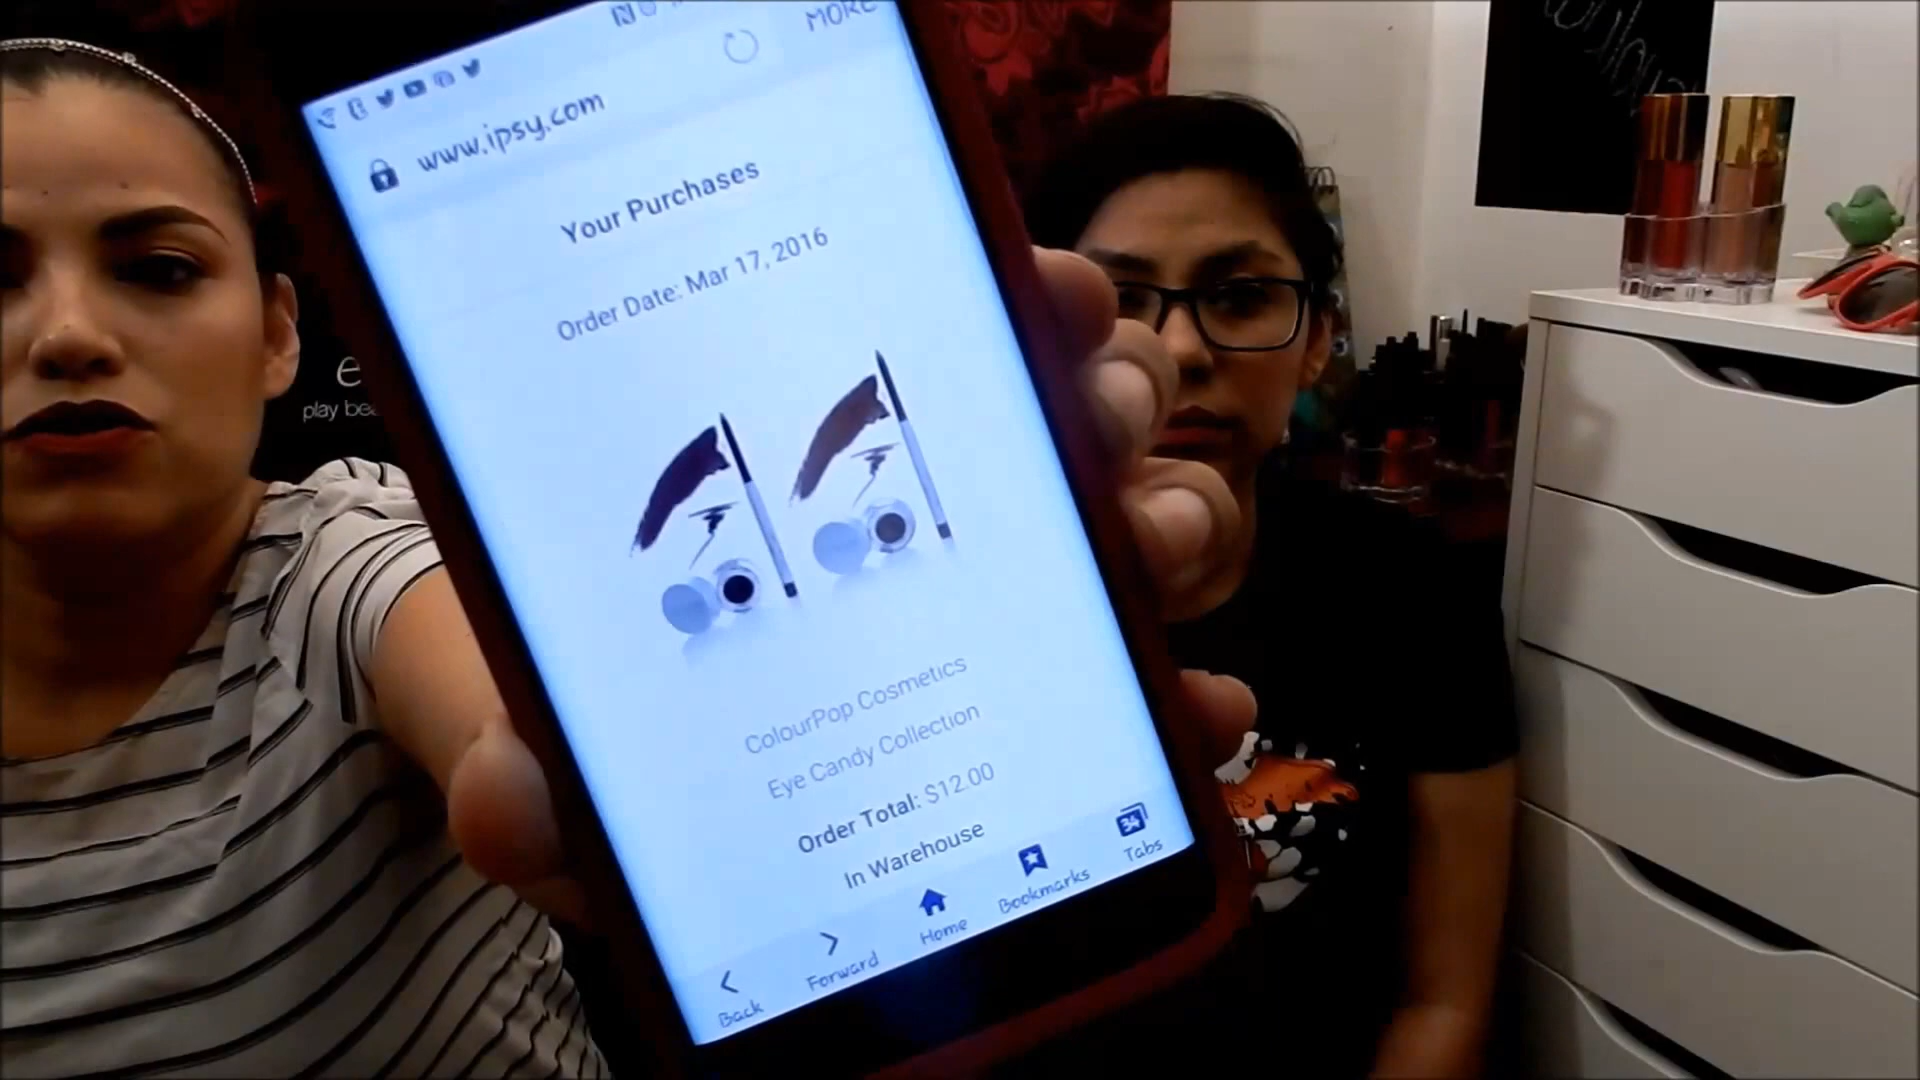 MORE
www.ipsy.com
Your Purchases
Order Date: Mar 17, 2016
ColourPop Cosmetics
Eye Candy Collection
Order Total: $12.00
In Warehouse
Back
Forward
Home
Bookmarks
34
Tabs
e
play